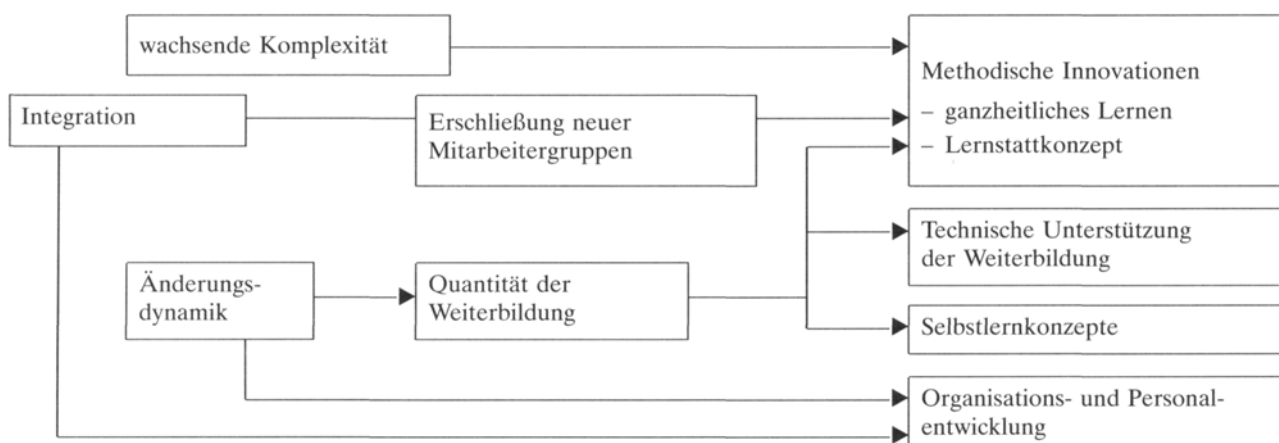 wachsende Komplexität
Methodische Innovationen
– ganzheitliches Lernen
– Lernstattkonzept
Integration
Erschließung neuer
Mitarbeitergruppen
Technische Unterstützung
der Weiterbildung
Änderungs-
dynamik
Quantität der
Weiterbildung
Selbstlernkonzepte
Organisations- und Personal-
entwicklung